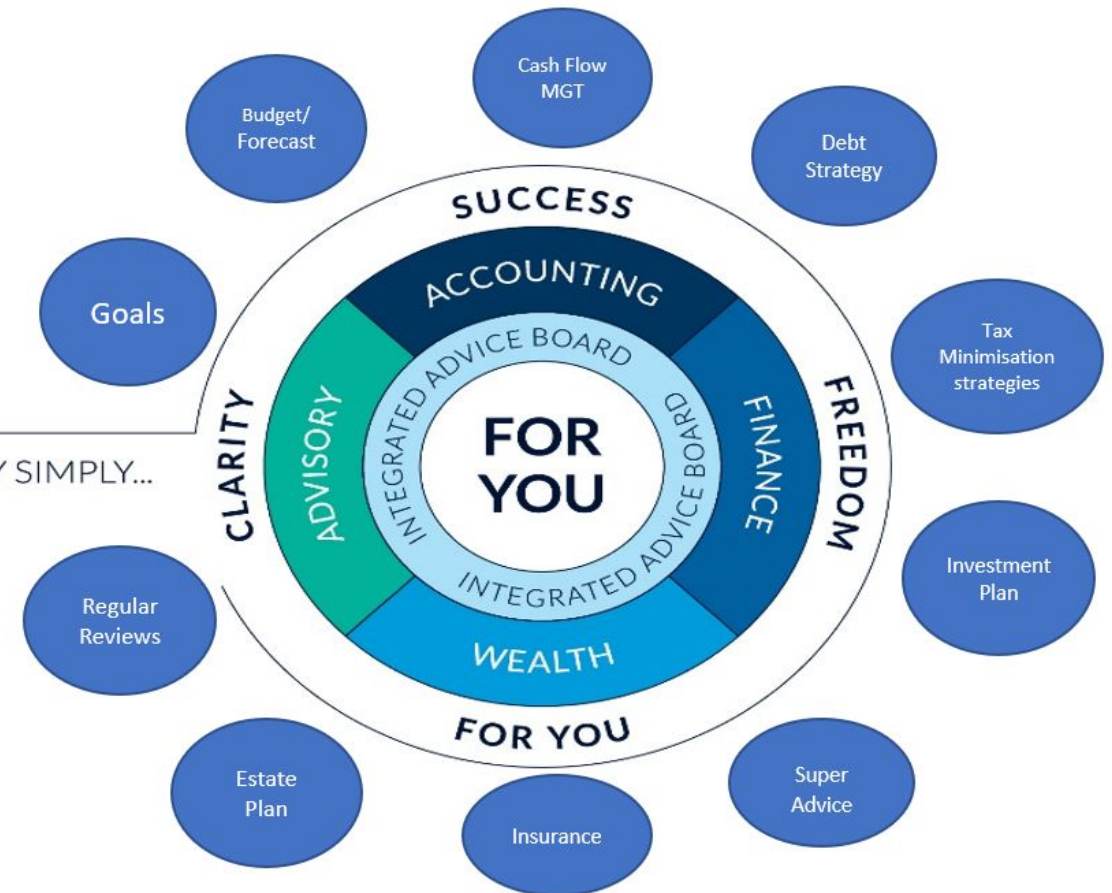 Cash Flow
MGT
Budget/
Forecast
Debt
Strategy
SUCCESS
Goals
ACCOUNTING
Tax
Minimisation
strategies
INTEGRATED ADVICE BOARD
CLARITY
ADVISORY
FOR
YOU
INTEGRATED ADVICE BOARD
FINANCE
FREEDOM
Y SIMPLY...
INTEGRATED ADVICE BOARD
Investment
Plan
Regular
Reviews
WEALTH
FOR YOU
Estate
Plan
Insurance
Super
Advice